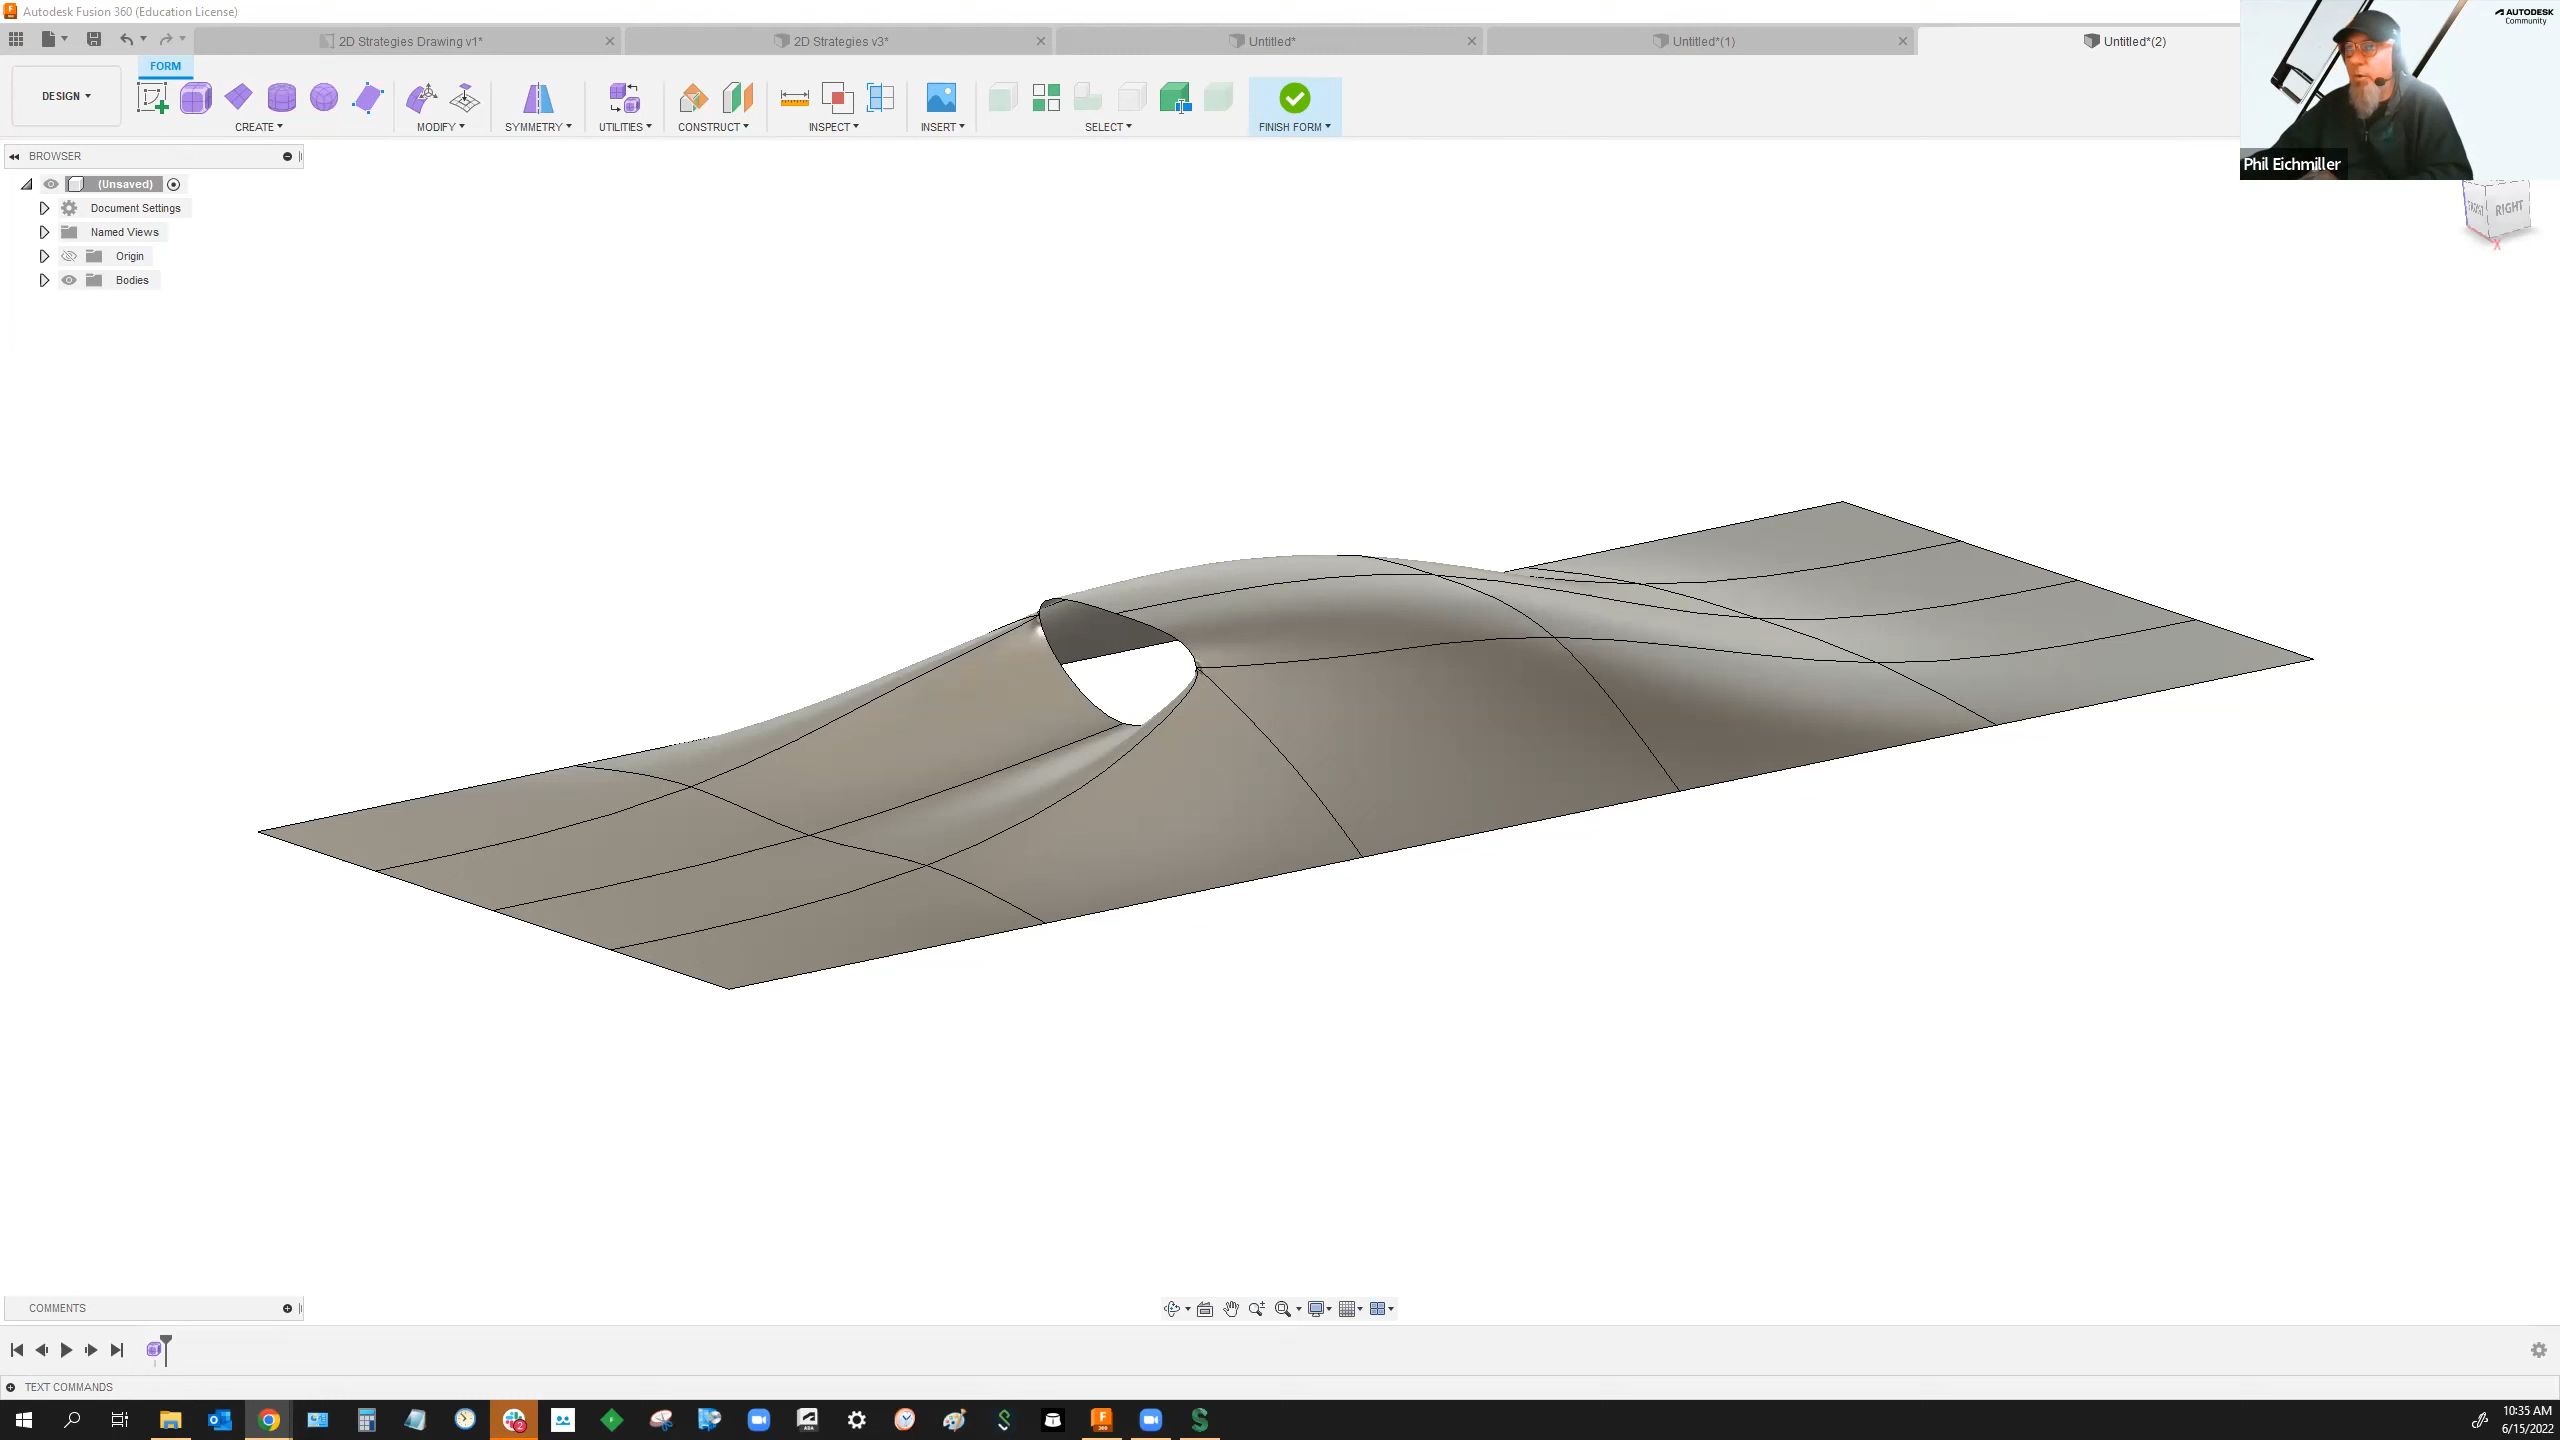 Autodesk Fusion 360 (Education License)
2D Strategies Drawing v1*
2D Strategies v3*
Untitled*
Untitled*(1)
Untitled*(2)
AUTODESK
Community
FORM
DESIGN
CREATE
MODIFY
SYMMETRY
UTILITIES
CONSTRUCT
INSPECT
INSERT
SELECT
FINISH FORM
Phil Eichmiller
BROWSER
(Unsaved)
Document Settings
Named Views
Origin
Bodies
RIGHT
X
COMMENTS
TEXT COMMANDS
10:35 AM
6/15/2022